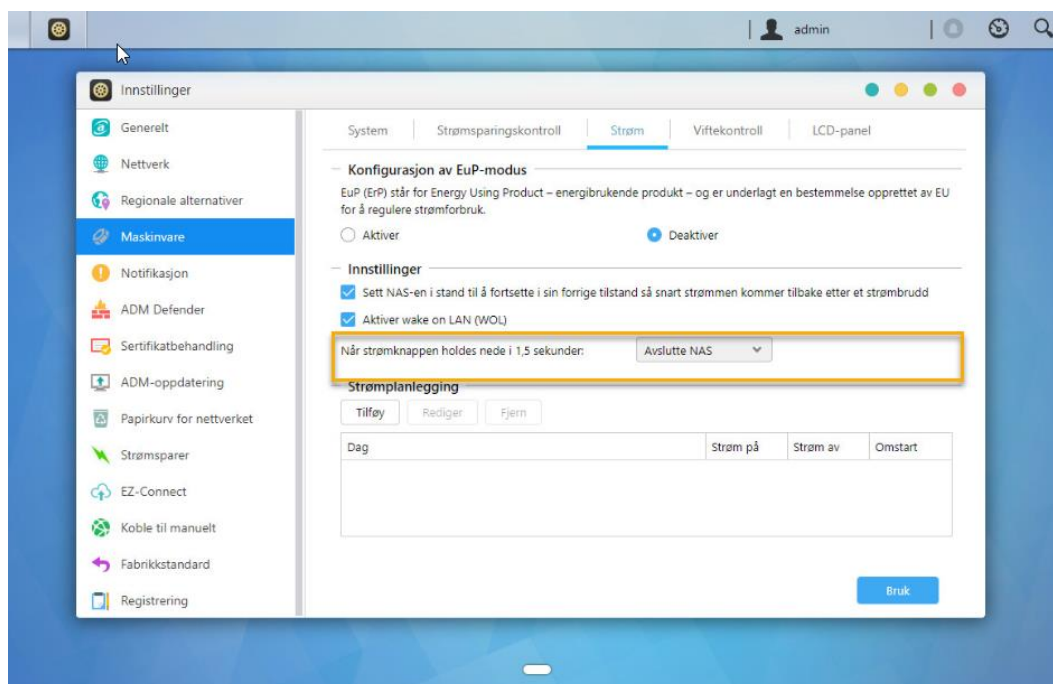 admin
Innstillinger
Generelt
Nettverk
Regionale alternativer
Maskinvare
Notifikasjon
ADM Defender
Sertifikatbehandling
ADM-oppdatering
Papirkurv for nettverket
Strømsparer
EZ-Connect
Koble til manuelt
Fabrikkstandard
Registrering
System Strømsparingskontroll Strøm Viftekontroll LCD-panel
Konfigurasjon av EuP-modus
EuP (ErP) står for Energy Using Product – energibrukende produkt – og er underlagt en bestemmelse opprettet av EU
for å regulere strømforbruk.
Aktiver Deaktiver
Innstillinger
Sett NAS-en i stand til å fortsette i sin forrige tilstand så snart strømmen kommer tilbake etter et strømbrudd
Aktiver wake on LAN (WOL)
Når strømknappen holdes nede i 1,5 sekunder: Avslutte NAS
Strømplanlegging
Tilføy Rediger Fjern
Dag Strøm på Strøm av Omstart
Bruk